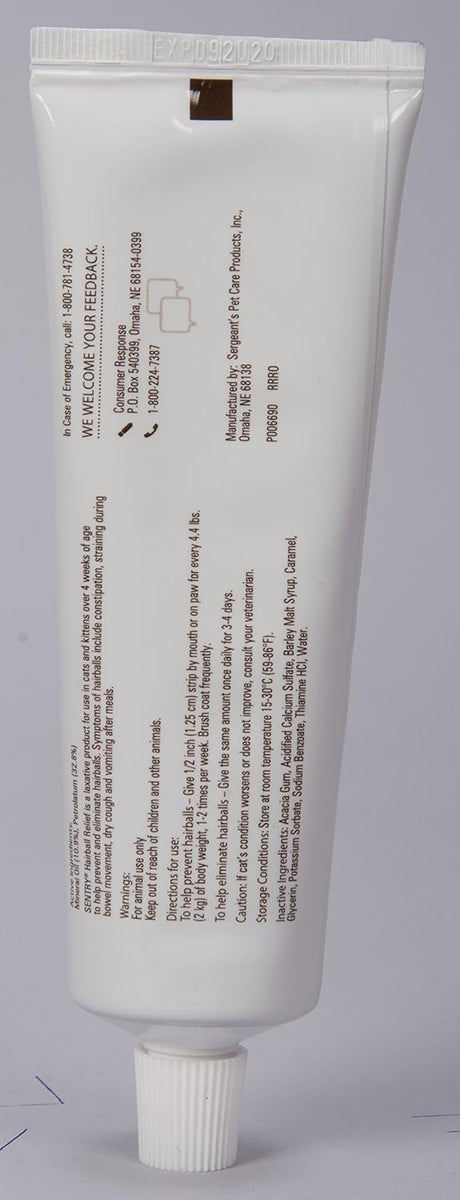 EXP092020
Active Ingredients:
Mineral Oil (10.9%), Petrolatum (32.8%)
SENTRY® Hairball Relief is a laxative product for use in cats and kittens over 4 weeks of age
to help prevent and eliminate hairballs. Symptoms of hairballs include constipation, straining during
bowel movement, dry cough and vomiting after meals.
Warnings:
For animal use only
Keep out of reach of children and other animals.
Directions for use:
To help prevent hairballs – Give 1/2 inch (1.25 cm) strip by mouth or on paw for every 4.4 lbs.
(2 kg) of body weight, 1-2 times per week. Brush coat frequently.
To help eliminate hairballs – Give the same amount once daily for 3-4 days.
Caution: If cat's condition worsens or does not improve, consult your veterinarian.
Storage Conditions: Store at room temperature 15-30°C (59-86°F).
Inactive Ingredients: Acacia Gum, Acidified Calcium Sulfate, Barley Malt Syrup, Caramel,
Glycerin, Potassium Sorbate, Sodium Benzoate, Thiamine HCl, Water.
In Case of Emergency, call: 1-800-781-4738
WE WELCOME YOUR FEEDBACK.
Consumer Response
P.O. Box 540399, Omaha, NE 68154-0399
1-800-224-7387
Manufactured by: Sergeant's Pet Care Products, Inc.,
Omaha, NE 68138
P006690 RRR0